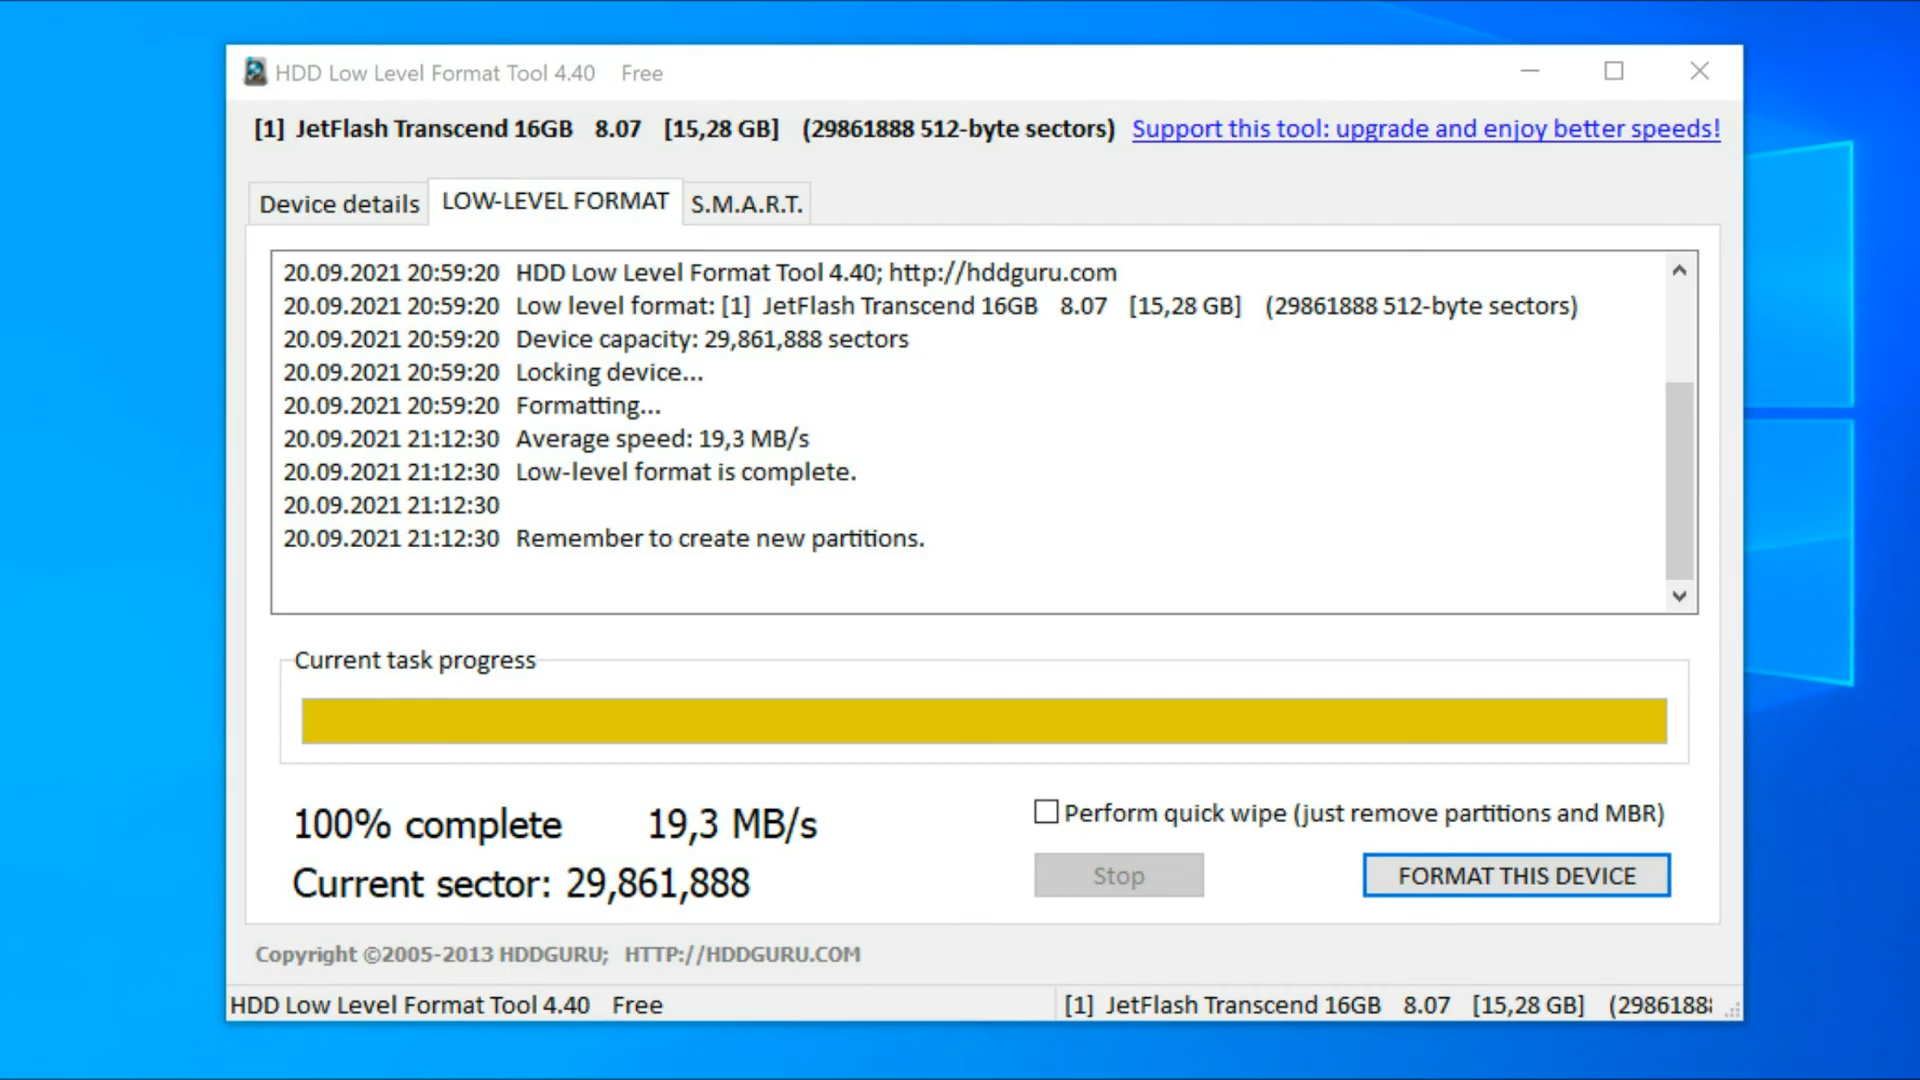 HDD Low Level Format Tool 4.40 Free
[1] JetFlash Transcend 16GB 8.07 [15,28 GB] (29861888 512-byte sectors) Support this tool: upgrade and enjoy better speeds!
Device details LOW-LEVEL FORMAT S.M.A.R.T.
20.09.2021 20:59:20 HDD Low Level Format Tool 4.40; http://hddguru.com
20.09.2021 20:59:20 Low level format: [1] JetFlash Transcend 16GB 8.07 [15,28 GB] (29861888 512-byte sectors)
20.09.2021 20:59:20 Device capacity: 29,861,888 sectors
20.09.2021 20:59:20 Locking device...
20.09.2021 20:59:20 Formatting...
20.09.2021 21:12:30 Average speed: 19,3 MB/s
20.09.2021 21:12:30 Low-level format is complete.
20.09.2021 21:12:30
20.09.2021 21:12:30 Remember to create new partitions.
Current task progress
100% complete 19,3 MB/s
Perform quick wipe (just remove partitions and MBR)
Current sector: 29,861,888
Stop FORMAT THIS DEVICE
Copyright ©2005-2013 HDDGURU; HTTP://HDDGURU.COM
HDD Low Level Format Tool 4.40 Free [1] JetFlash Transcend 16GB 8.07 [15,28 GB] (2986188